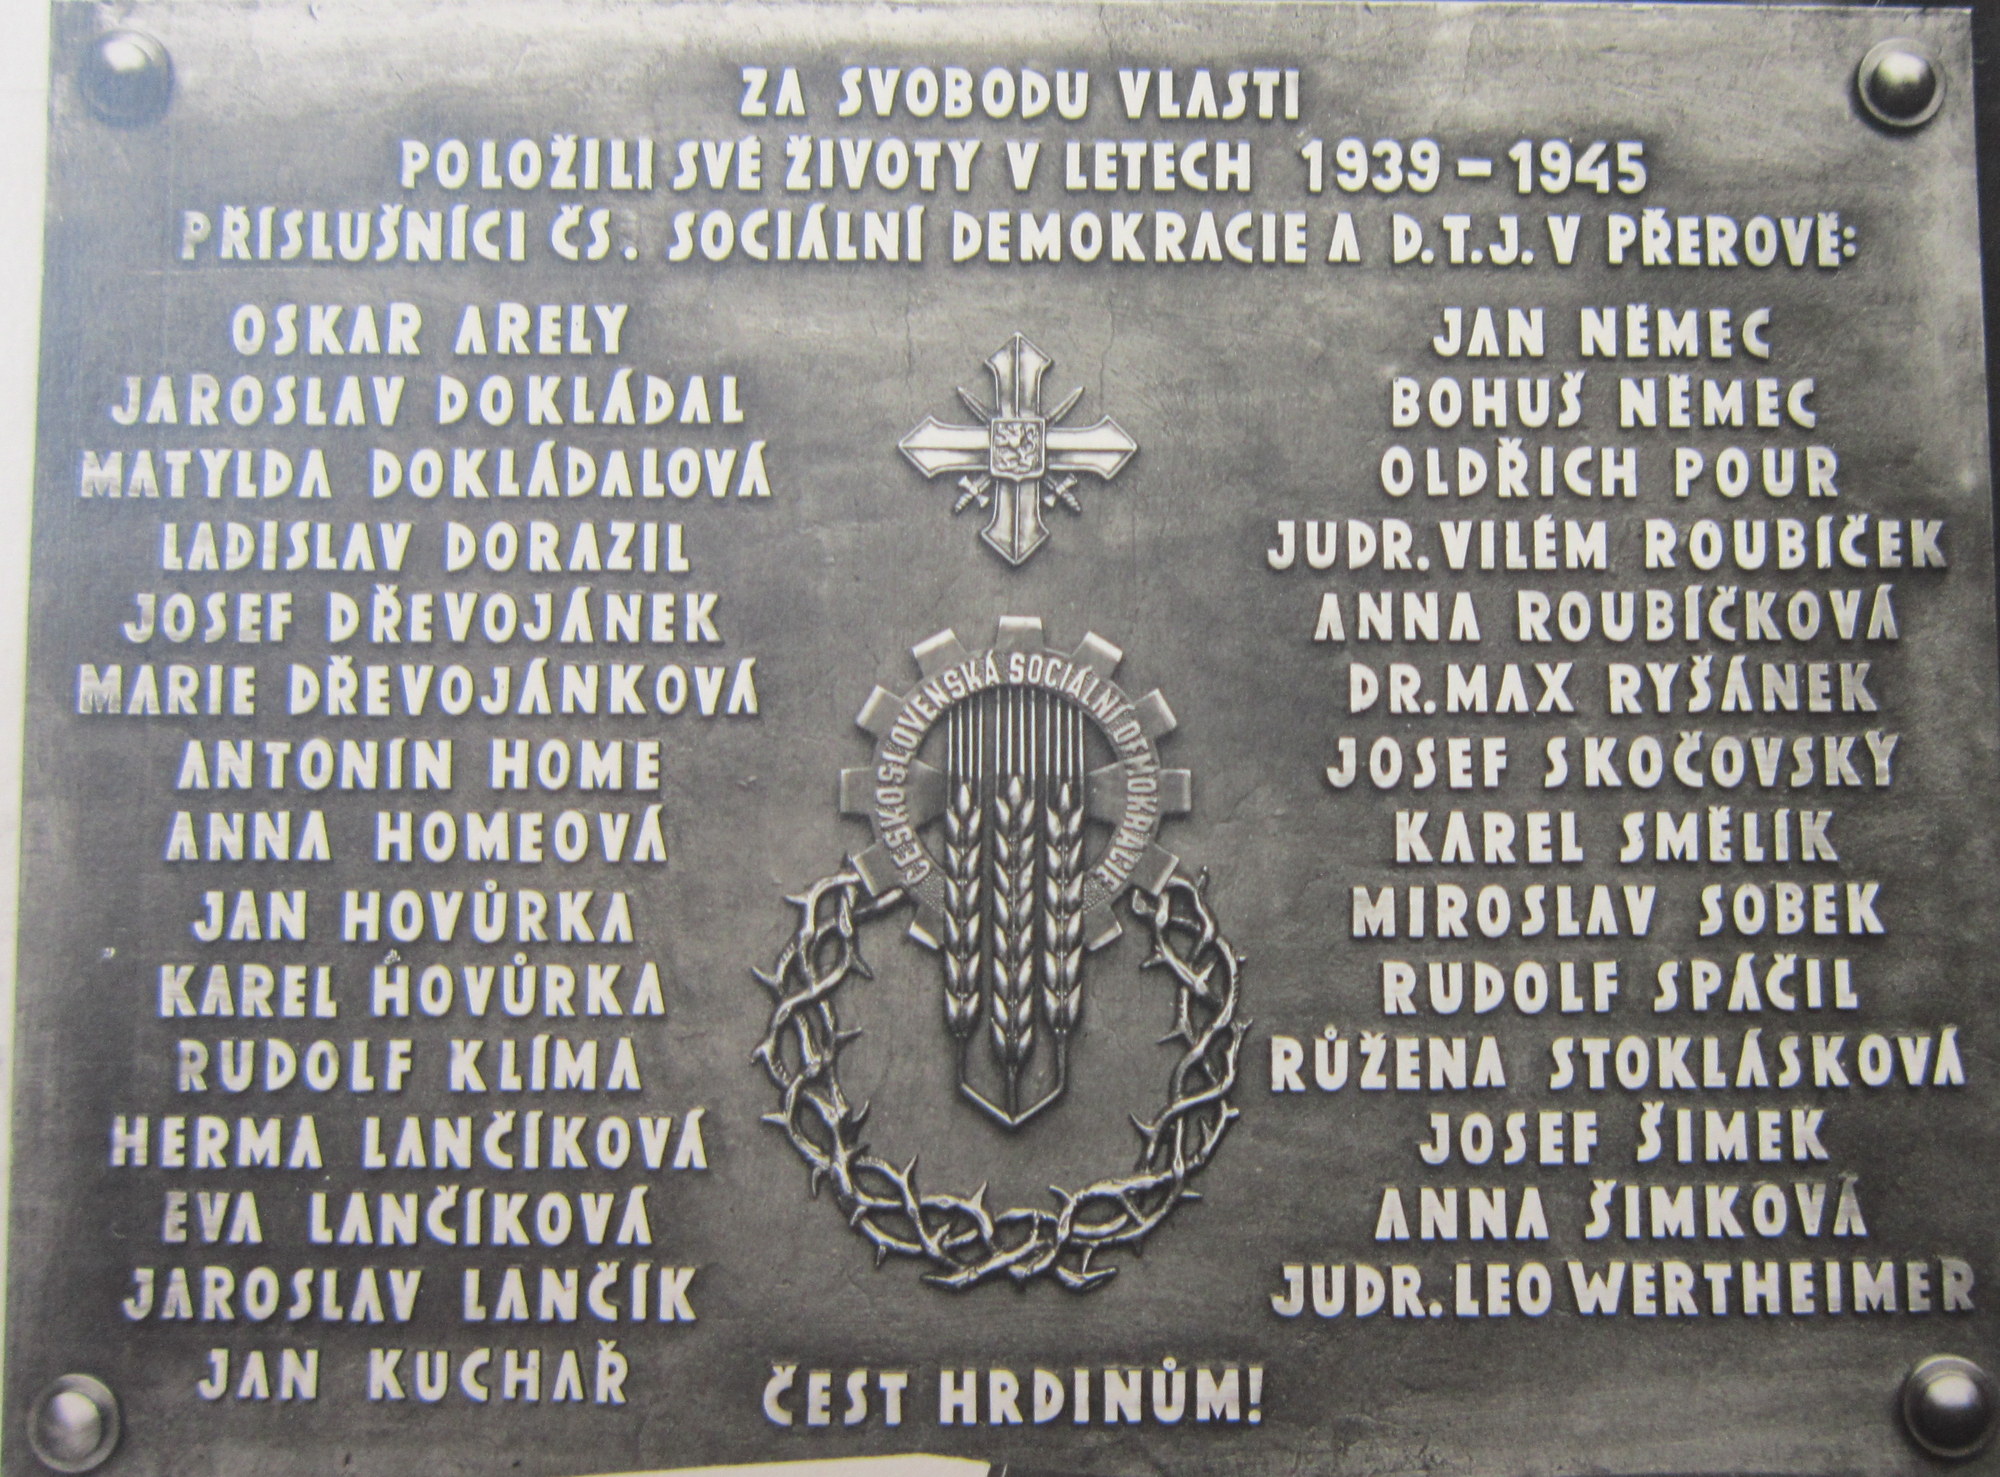 ZA SVOBODU VLASTI
POLOŽILI SVÉ ŽIVOTY V LETECH 1939 – 1945
PŘÍSLUŠNÍCI ČS. SOCIÁLNÍ DEMOKRACIE A D.T.J. V PŘEROVĚ:
OSKAR ARELY
JAROSLAV DOKLÁDAL
MATYLDA DOKLÁDALOVÁ
LADISLAV DORAZIL
JOSEF DŘEVOJÁNEK
MARIE DŘEVOJÁNKOVÁ
ANTONÍN HOME
ANNA HOMEOVÁ
JAN HOVŮRKA
KAREL HOVŮRKA
RUDOLF KLÍMA
HERMA LANČÍKOVÁ
EVA LANČÍKOVÁ
JAROSLAV LANČÍK
JAN KUCHAŘ
ČESKOSLOVENSKÁ SOCIÁLNÍ DEMOKRACIE
JAN NĚMEC
BOHUŠ NĚMEC
OLDŘICH POUR
JUDR. VILÉM ROUBÍČEK
ANNA ROUBÍČKOVÁ
DR. MAX RYŠÁNEK
JOSEF SKOČOVSKÝ
KAREL SMĚLÍK
MIROSLAV SOBEK
RUDOLF SPÁČIL
RŮŽENA STOKLÁSKOVÁ
JOSEF ŠIMEK
ANNA ŠIMKOVÁ
JUDR. LEO WERTHEIMER
ČEST HRDINŮM!